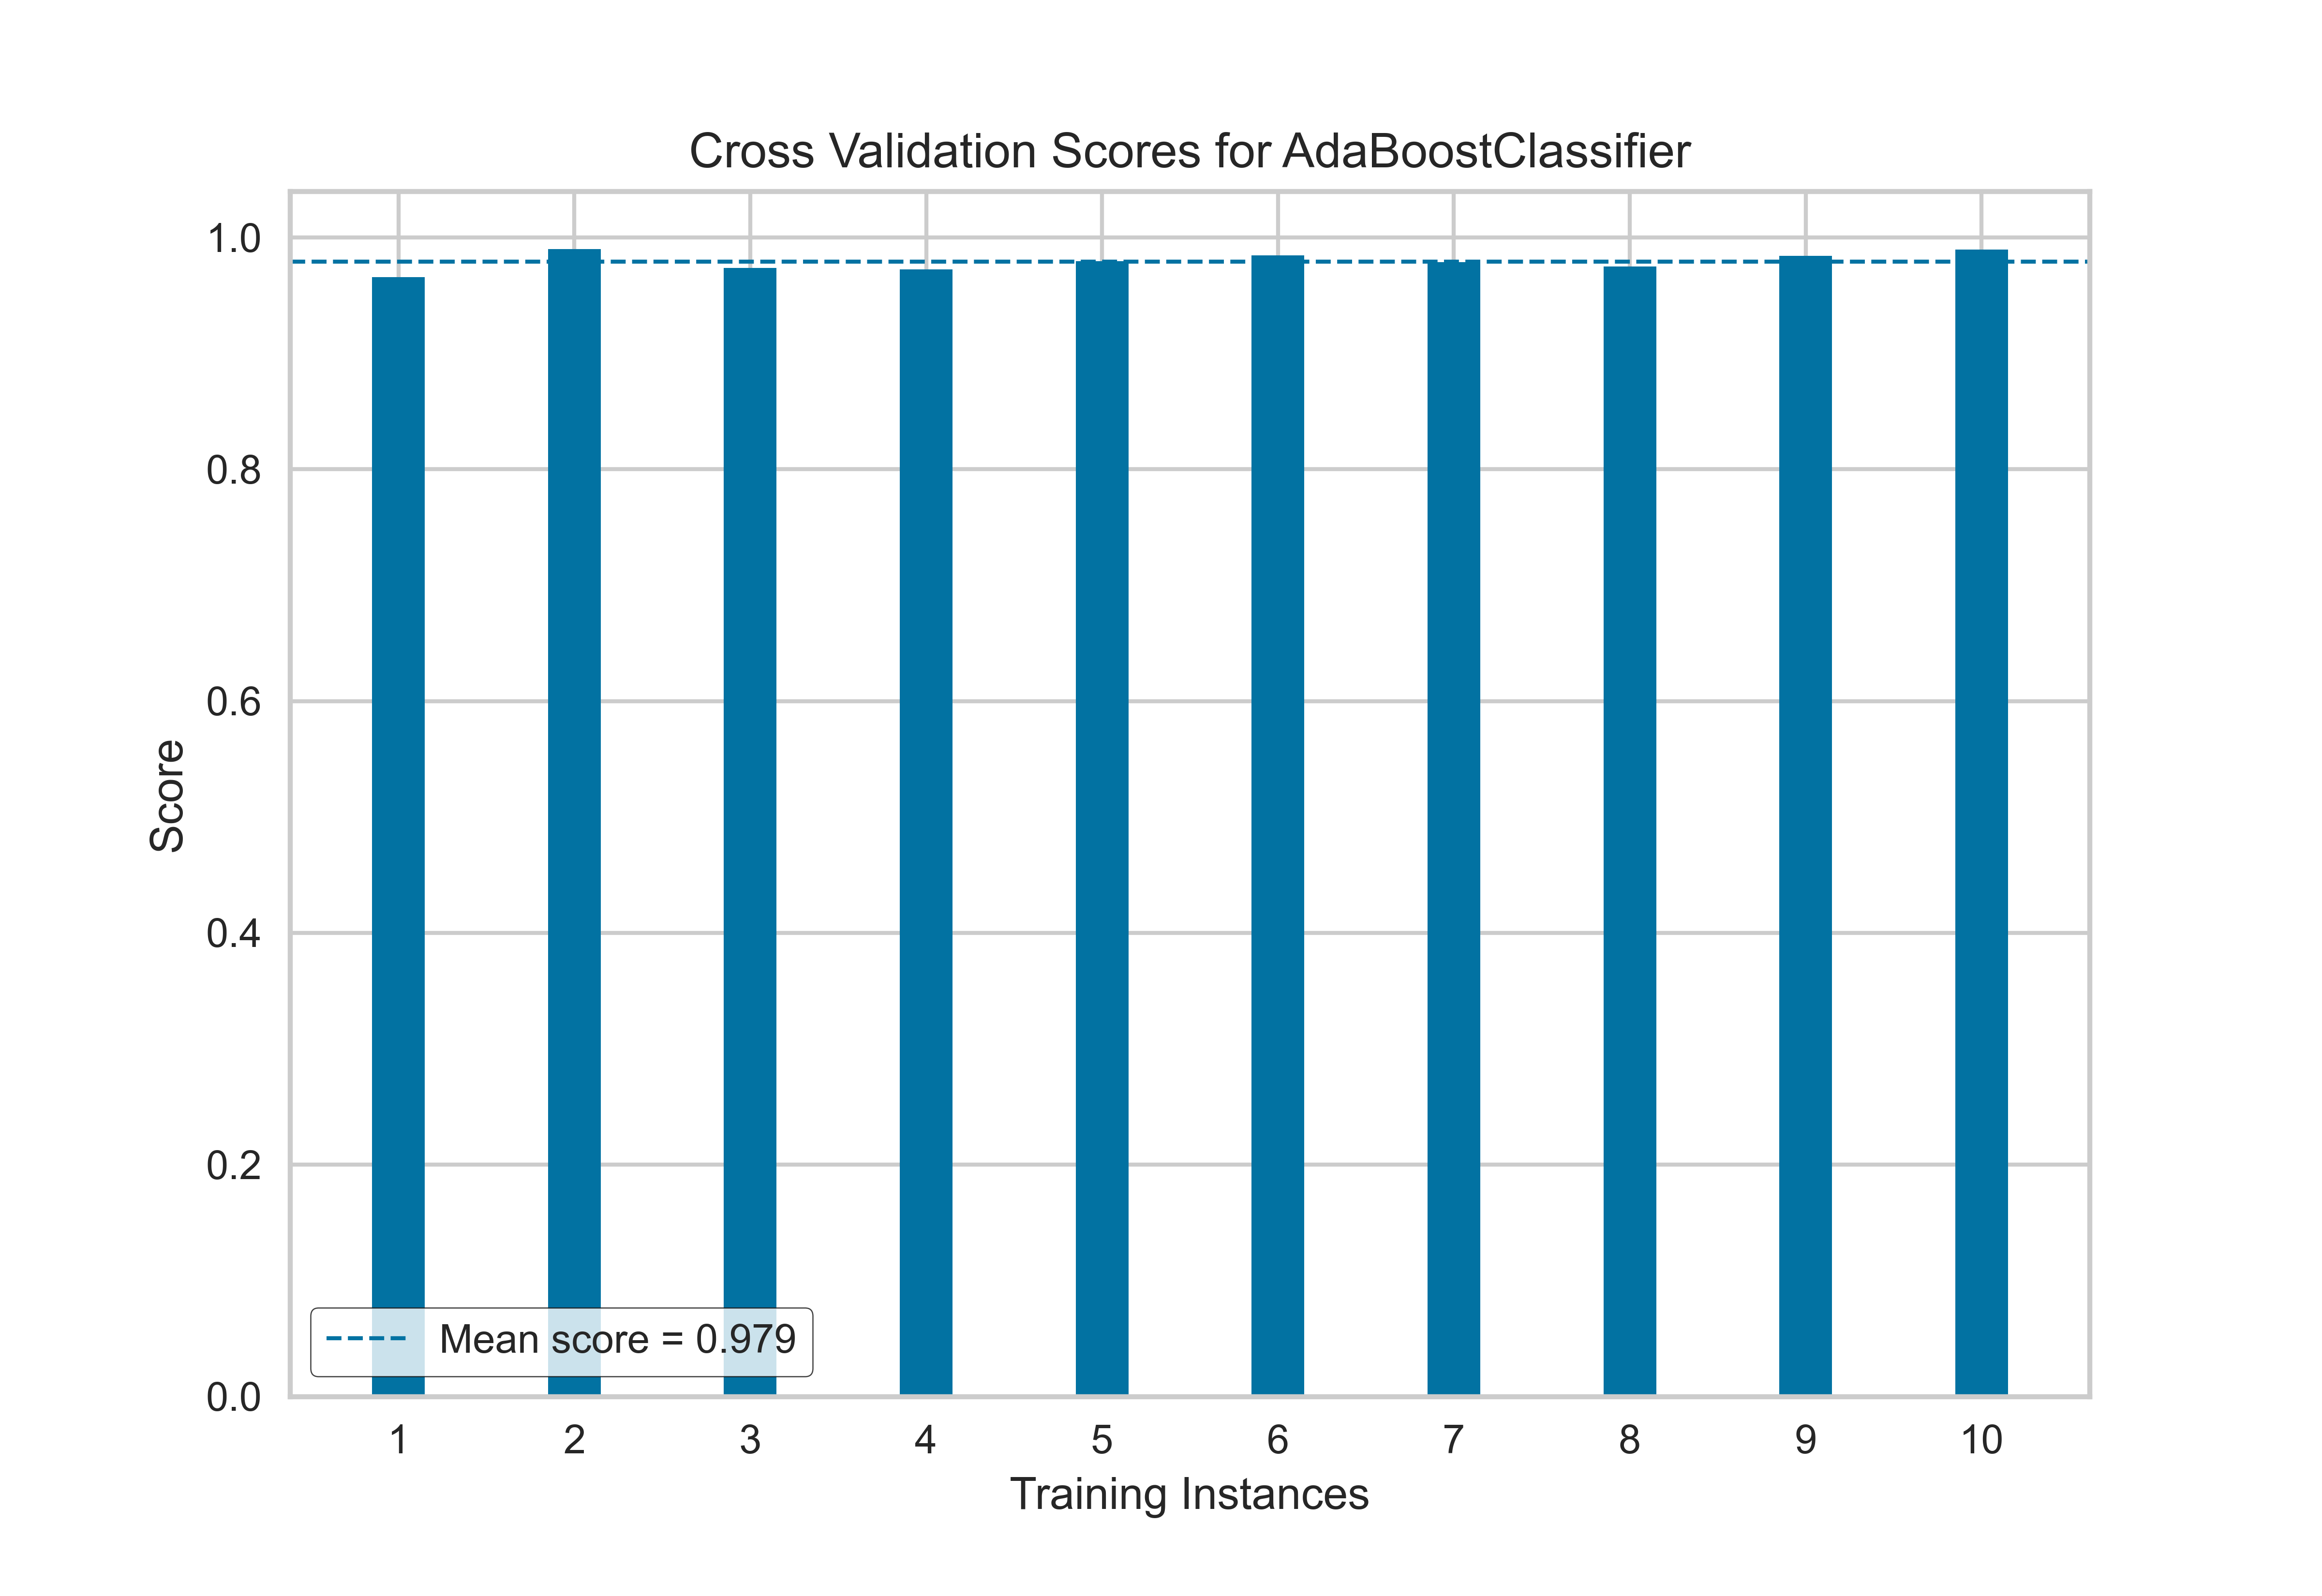 Cross Validation Scores for AdaBoostClassifier
1.0
0.8
0.6
0.4
0.2
0.0
Score
Mean score = 0.979
1 2 3 4 5 6 7 8 9 10
Training Instances